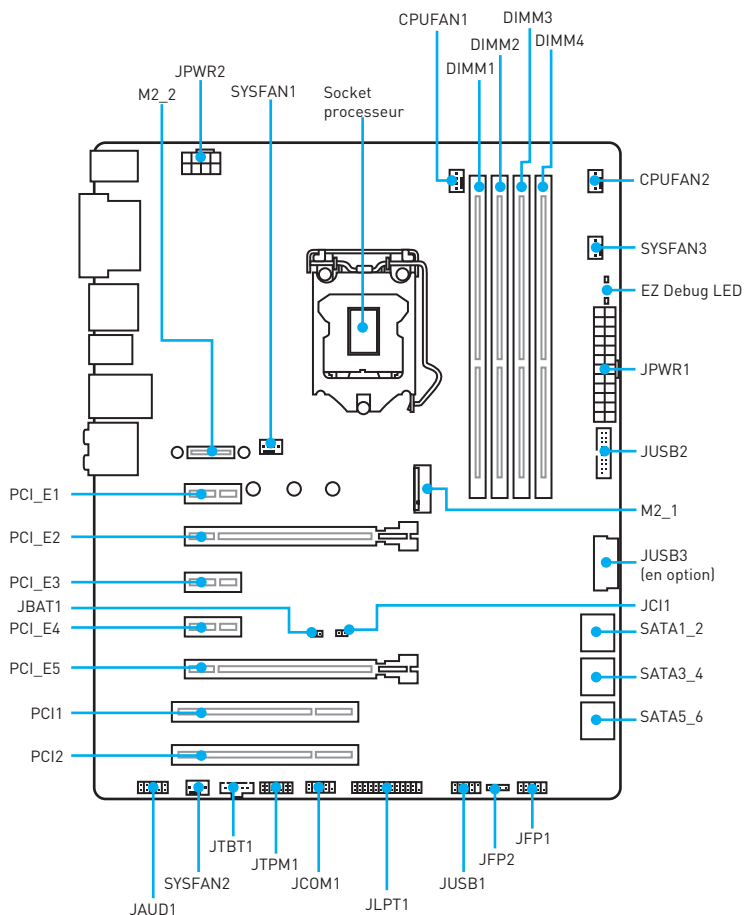 CPUFAN1
DIMM3
DIMM2
DIMM4
DIMM1
JPWR2
M2_2
SYSFAN1
Socket
processeur
CPUFAN2
SYSFAN3
EZ Debug LED
JPWR1
JUSB2
PCI_E1
M2_1
PCI_E2
JUSB3
(en option)
PCI_E3
JBAT1
JCI1
PCI_E4
SATA1_2
PCI_E5
SATA3_4
PCI1
SATA5_6
PCI2
JAUD1
SYSFAN2
JTBT1
JTPM1
JCOM1
JLPT1
JUSB1
JFP2
JFP1